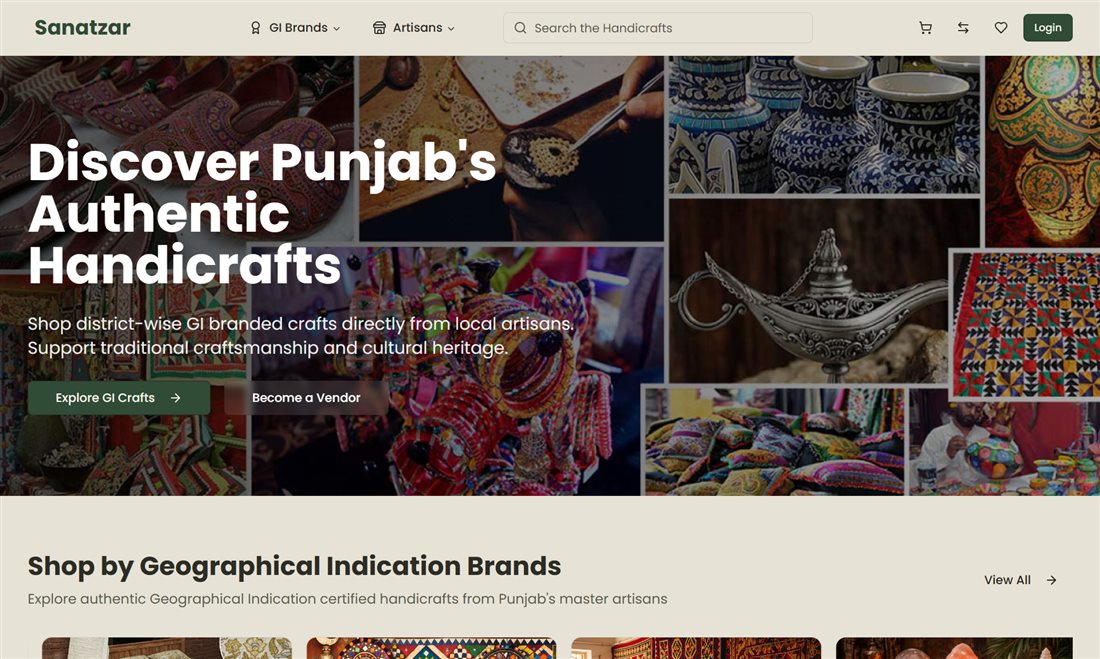 Sanatzar
GI Brands
Artisans
Search the Handicrafts
Login
Discover Punjab's
Authentic
Handicrafts
Shop district-wise GI branded crafts directly from local artisans.
Support traditional craftsmanship and cultural heritage.
Explore GI Crafts
Become a Vendor
Shop by Geographical Indication Brands
View All
Explore authentic Geographical Indication certified handicrafts from Punjab's master artisans